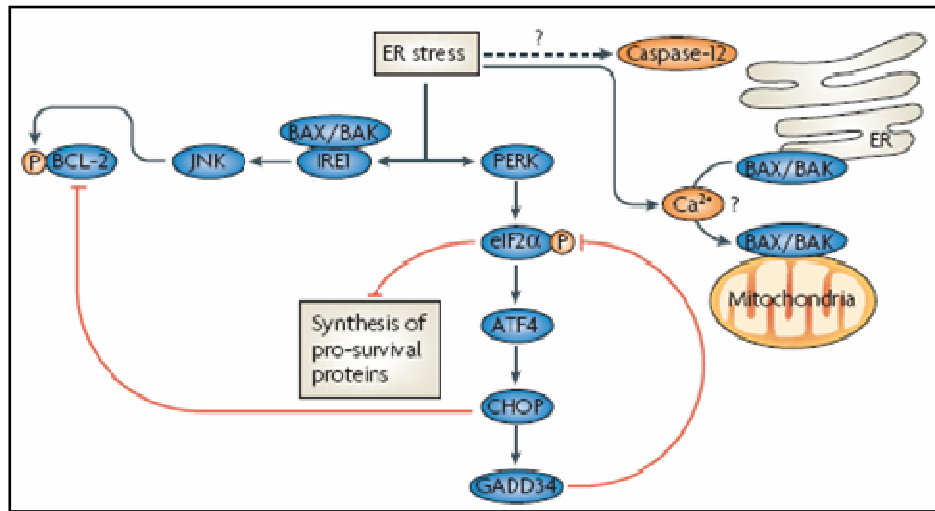 ?
ER stress
Caspase-12
ER
BAX/BAK
P
BCL-2
JNK
IRE1
PERK
BAX/BAK
Ca²⁺
?
eIF2α
P
BAX/BAK
Mitochondria
Synthesis of
pro-survival
proteins
ATF4
CHOP
GADD34